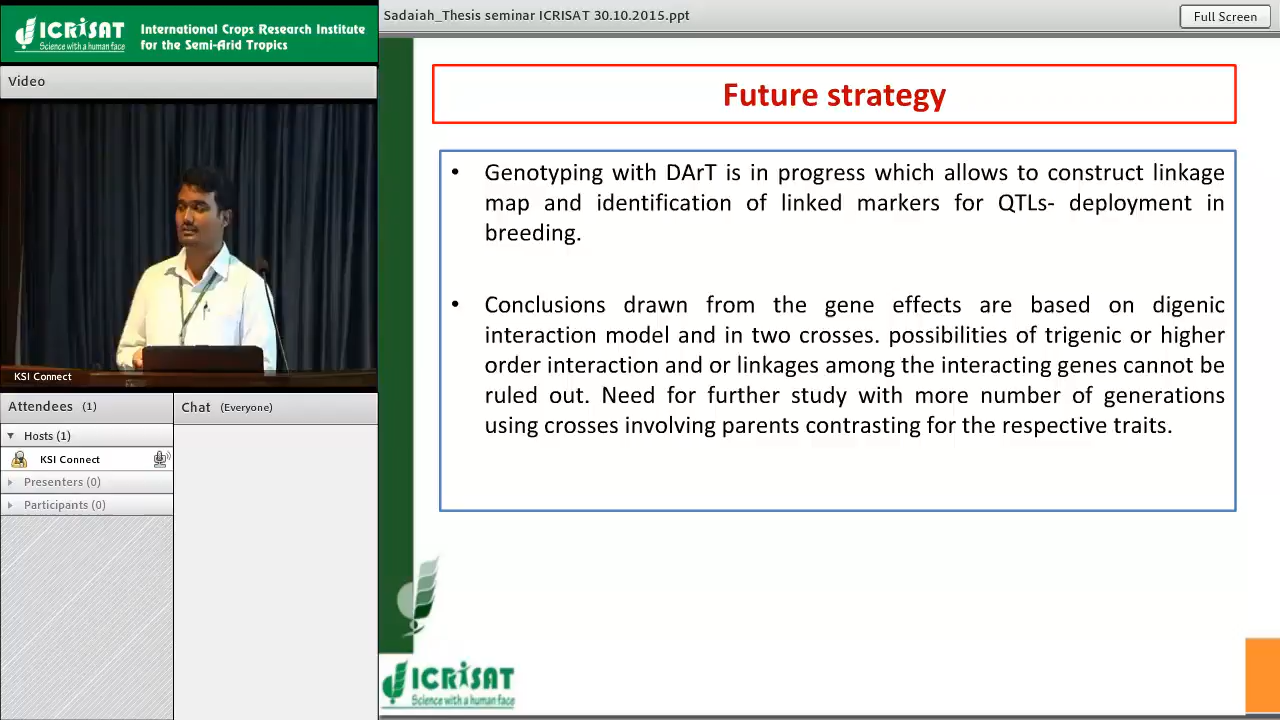 ICRISAT
Science with a human face
International Crops Research Institute
for the Semi-Arid Tropics
Sadaiah_Thesis seminar ICRISAT 30.10.2015.ppt
Full Screen
Video
KSI Connect
Attendees (1)
Hosts (1)
KSI Connect
Presenters (0)
Participants (0)
Chat (Everyone)
Future strategy
• Genotyping with DArT is in progress which allows to construct linkage
map and identification of linked markers for QTLs- deployment in
breeding.
• Conclusions drawn from the gene effects are based on digenic
interaction model and in two crosses. possibilities of trigenic or higher
order interaction and or linkages among the interacting genes cannot be
ruled out. Need for further study with more number of generations
using crosses involving parents contrasting for the respective traits.
ICRISAT
Science with a human face